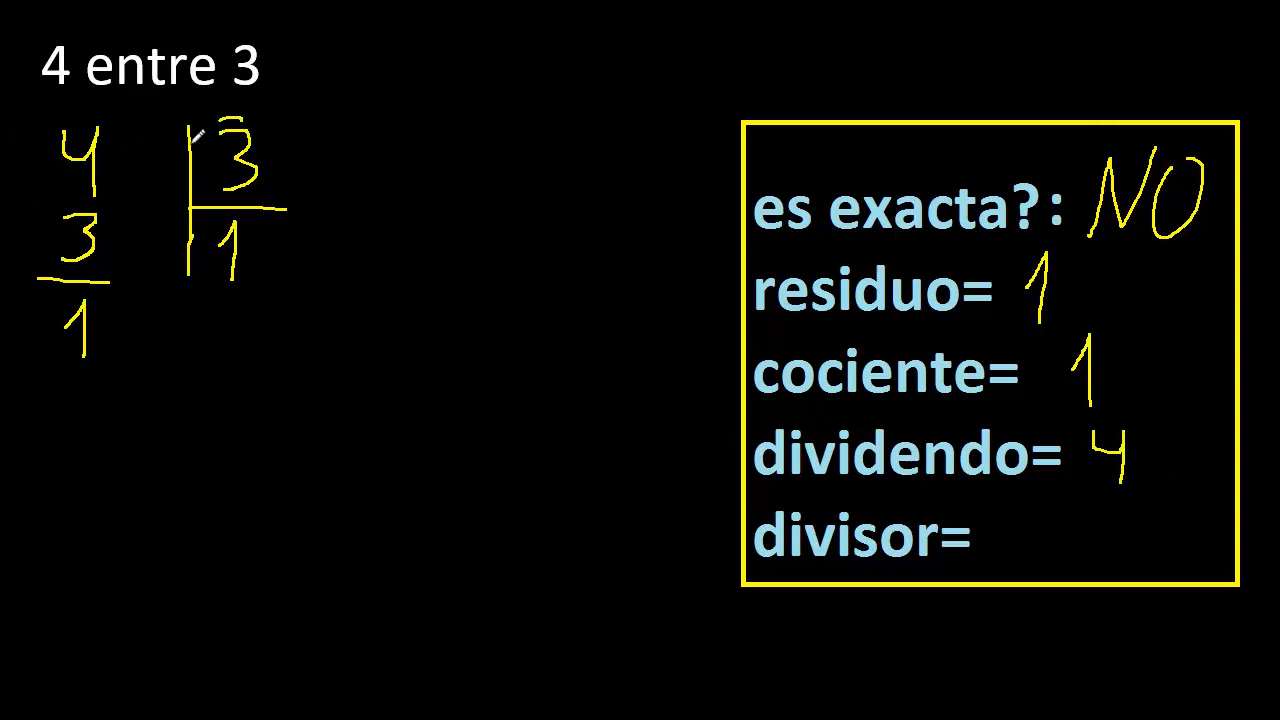 4 entre 3
4 3
3 1
1
es exacta?: NO
residuo= 1
cociente= 1
dividendo= 4
divisor=